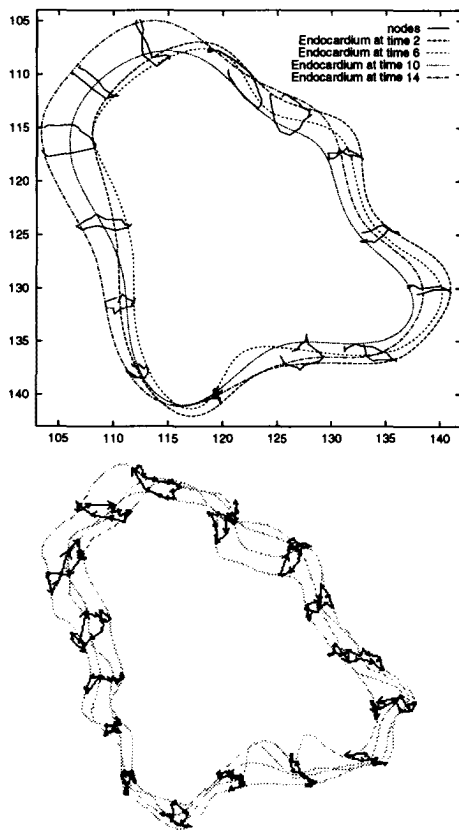 nodes
Endocardium at time 2
Endocardium at time 6
Endocardium at time 10
Endocardium at time 14
105
110
115
120
125
130
135
140
105 110 115 120 125 130 135 140